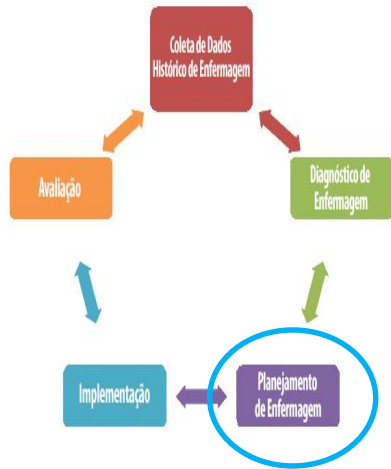 Coleta de Dados
Histórico de Enfermagem
Avaliação
Diagnóstico de
Enfermagem
Implementação
Planejamento
de Enfermagem